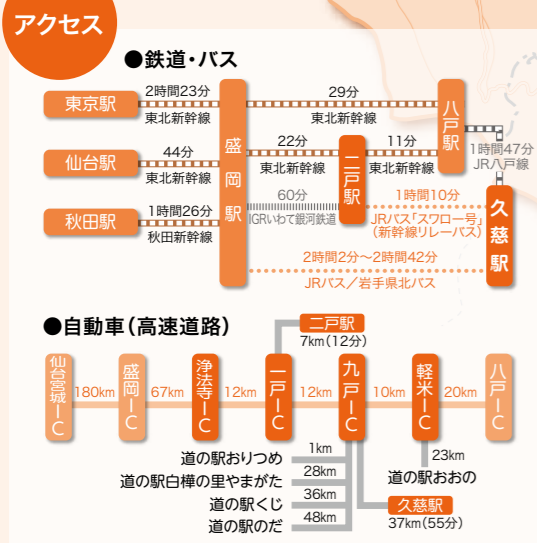 アクセス
●鉄道・バス
東京駅
2時間23分
東北新幹線
仙台駅
44分
東北新幹線
秋田駅
1時間26分
秋田新幹線
盛岡駅
29分
東北新幹線
22分
東北新幹線
二戸駅
11分
東北新幹線
八戸駅
1時間47分
JR八戸線
60分
IGRいわて銀河鉄道
1時間10分
JRバス「スワロー号」
（新幹線リレーバス）
久慈駅
2時間2分～2時間42分
JRバス／岩手県北バス
●自動車（高速道路）
二戸駅
7km（12分）
仙台宮城IC
180km
盛岡IC
67km
浄法寺IC
12km
一戸IC
12km
九戸IC
10km
軽米IC
20km
八戸IC
道の駅おりつめ
1km
道の駅白樺の里やまがた
28km
道の駅くじ
36km
道の駅のだ
48km
23km
道の駅おおの
久慈駅
37km（55分）